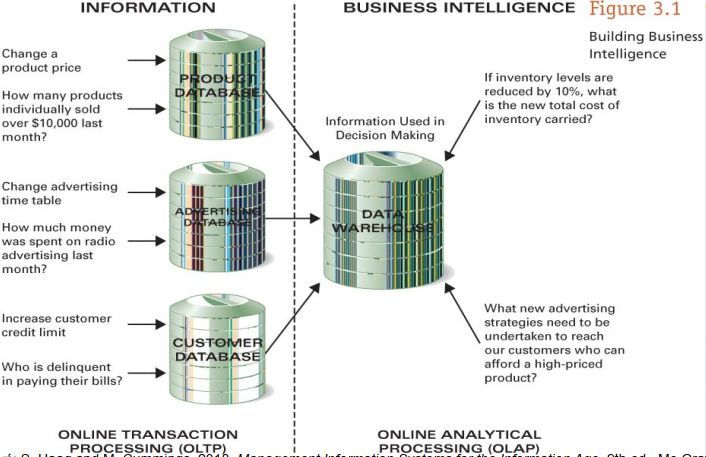 INFORMATION
BUSINESS INTELLIGENCE
Figure 3.1
Building Business
Intelligence
Change a
product price
How many products
individually sold
over $10,000 last
month?
PRODUCT
DATABASE
Change advertising
time table
How much money
was spent on radio
advertising last
month?
ADVERTISING
DATABASE
Increase customer
credit limit
Who is delinquent
in paying their bills?
CUSTOMER
DATABASE
Information Used in
Decision Making
DATA
WAREHOUSE
If inventory levels are
reduced by 10%, what
is the new total cost of
inventory carried?
What new advertising
strategies need to be
undertaken to reach
our customers who can
afford a high-priced
product?
ONLINE TRANSACTION
PROCESSING (OLTP)
ONLINE ANALYTICAL
PROCESSING (OLAP)